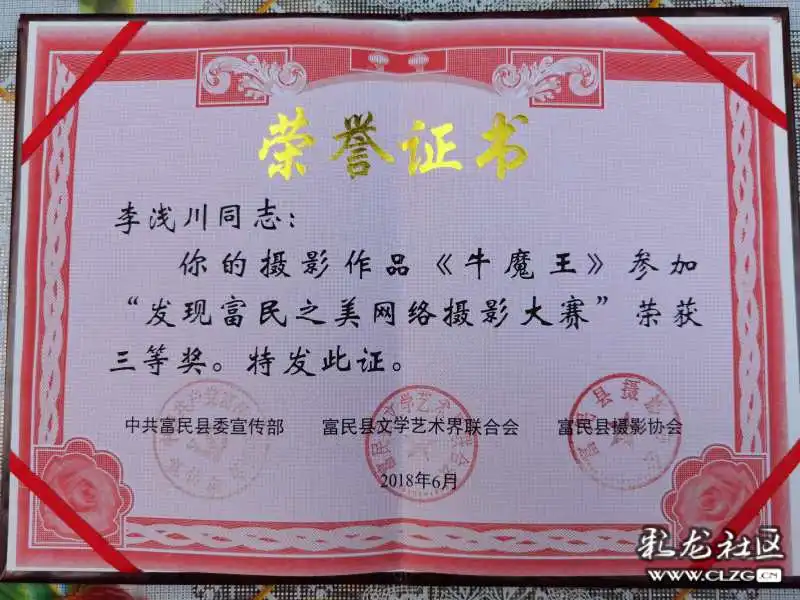 荣誉证书
李浅川同志：
你的摄影作品《牛魔王》参加
“发现富民之美网络摄影大赛”荣获
三等奖。特发此证。
中共富民县委宣传部 富民县文学艺术界联合会 富民县摄影协会
2018年6月
彩龙社区
WWW.CLZG.CN